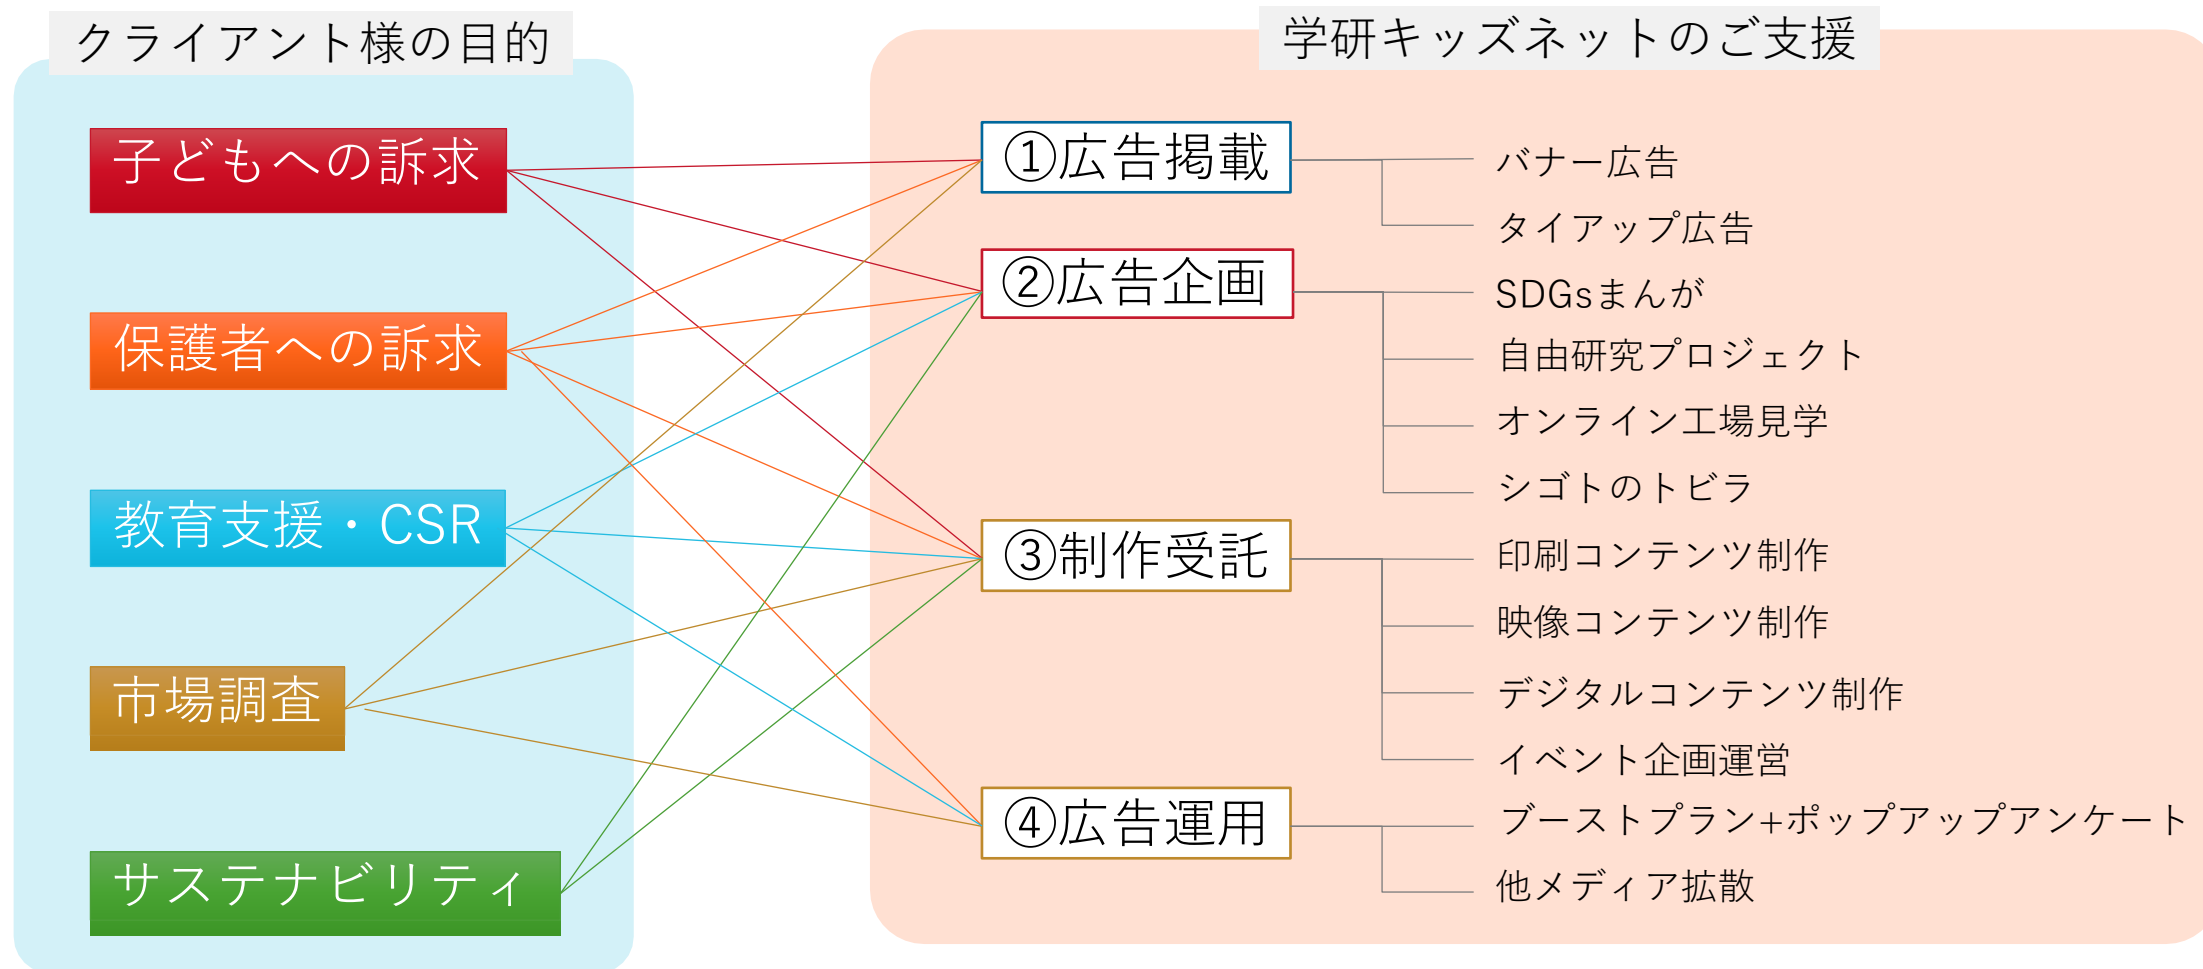 クライアント様の目的
子どもへの訴求
保護者への訴求
教育支援・CSR
市場調査
サステナビリティ
学研キッズネットのご支援
①広告掲載
バナー広告
タイアップ広告
②広告企画
SDGsまんが
自由研究プロジェクト
オンライン工場見学
シゴトのトビラ
③制作受託
印刷コンテンツ制作
映像コンテンツ制作
デジタルコンテンツ制作
イベント企画運営
④広告運用
ブーストプラン+ポップアップアンケート
他メディア拡散